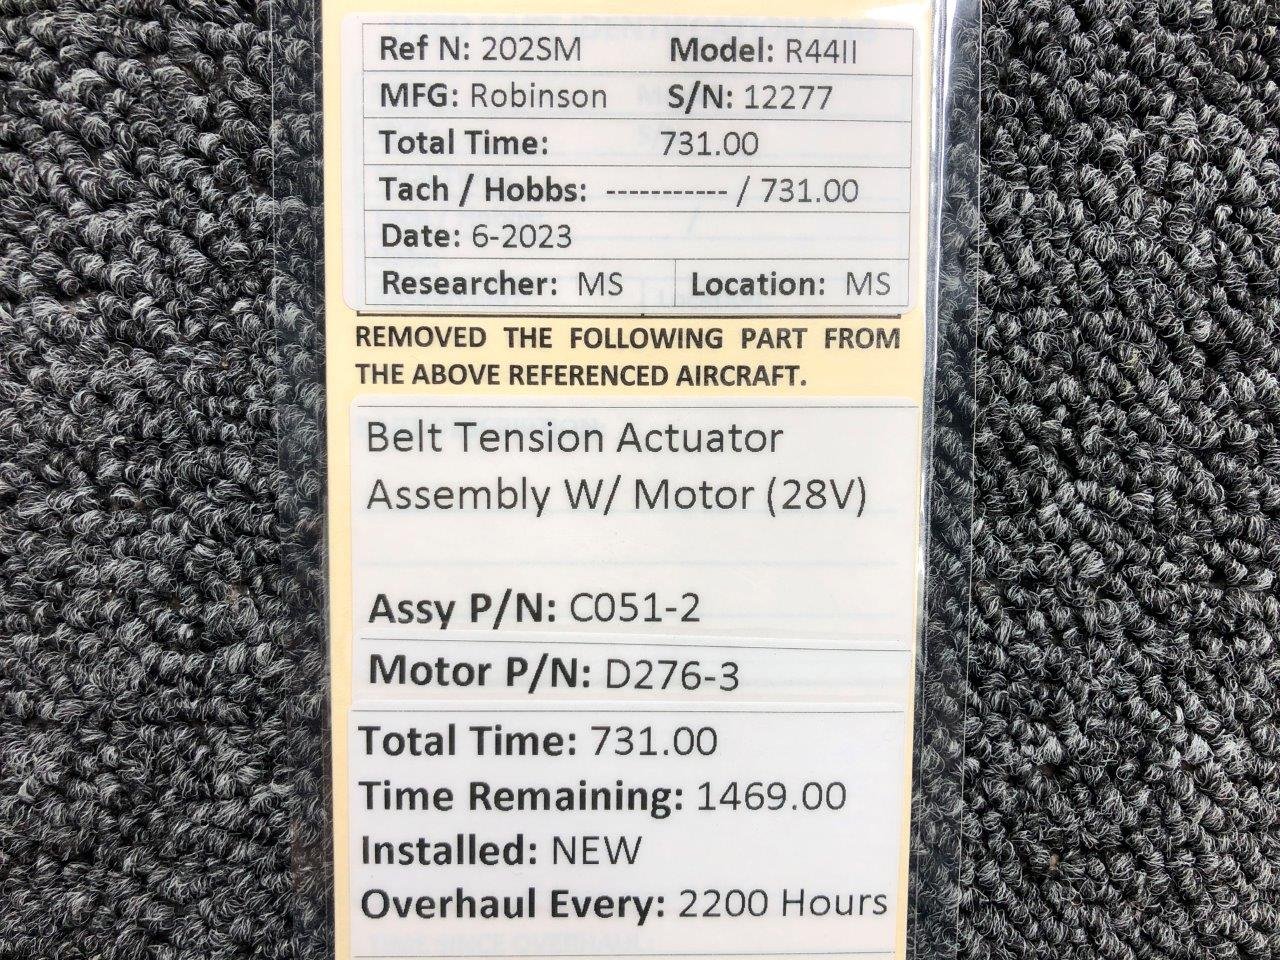 Ref N: 202SM Model: R44II
MFG: Robinson S/N: 12277
Total Time: 731.00
Tach / Hobbs: ----------- / 731.00
Date: 6-2023
Researcher: MS Location: MS
REMOVED THE FOLLOWING PART FROM
THE ABOVE REFERENCED AIRCRAFT.
Belt Tension Actuator
Assembly W/ Motor (28V)
Assy P/N: C051-2
Motor P/N: D276-3
Total Time: 731.00
Time Remaining: 1469.00
Installed: NEW
Overhaul Every: 2200 Hours